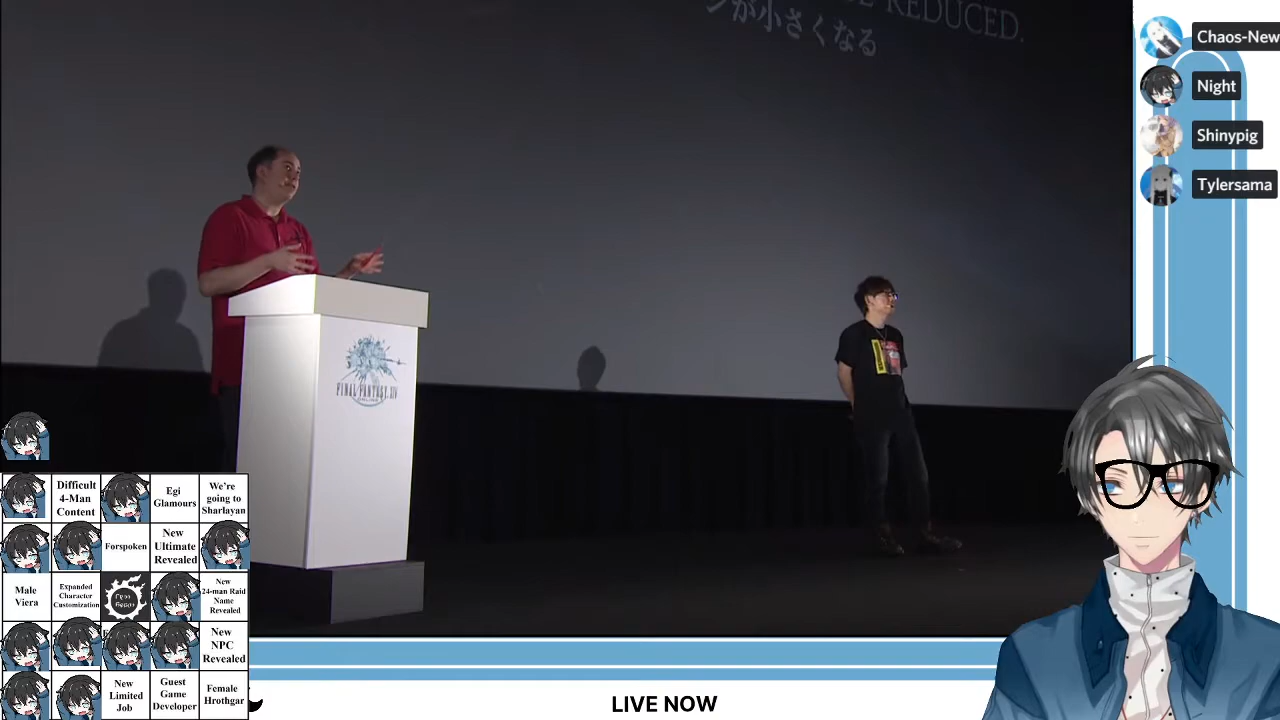 REDUCED.
が小さくなる
Chaos-New
Night
Shinypig
Tylersama
FINAL FANTASY XIV
ONLINE
Difficult
4-Man
Content
Egi
Glamours
We're
going to
Sharlayan
Forspoken
New
Ultimate
Revealed
Male
Viera
Expanded
Character
Customization
New
24-man Raid
Name
Revealed
New
NPC
Revealed
New
Limited
Job
Guest
Game
Developer
Female
Hrothgar
LIVE NOW